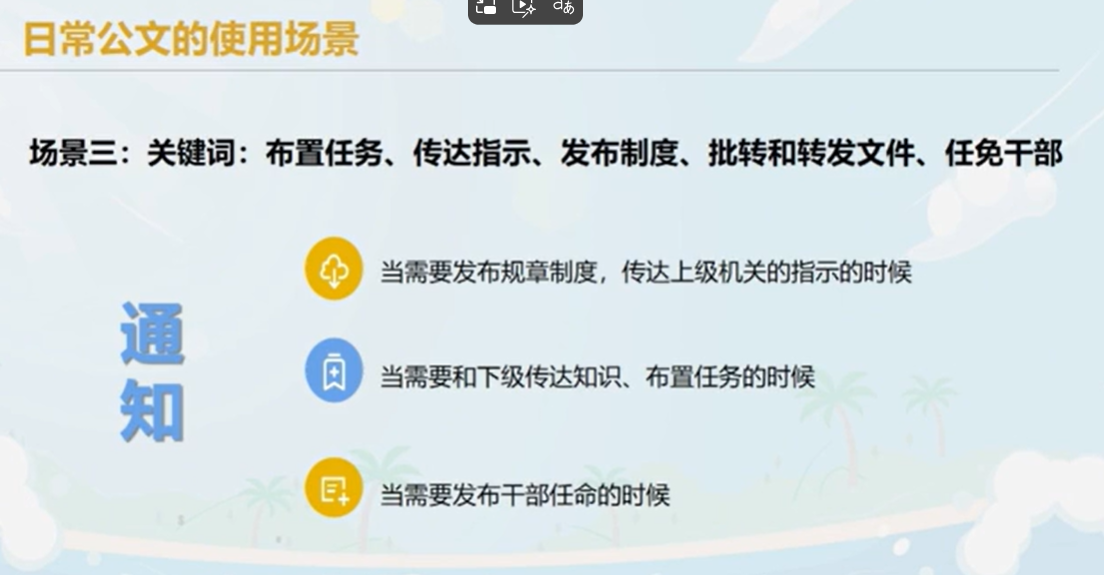 日常公文的使用场景
场景三：关键词：布置任务、传达指示、发布制度、批转和转发文件、任免干部
当需要发布规章制度，传达上级机关的指示的时候
通知
当需要和下级传达知识、布置任务的时候
当需要发布干部任命的时候